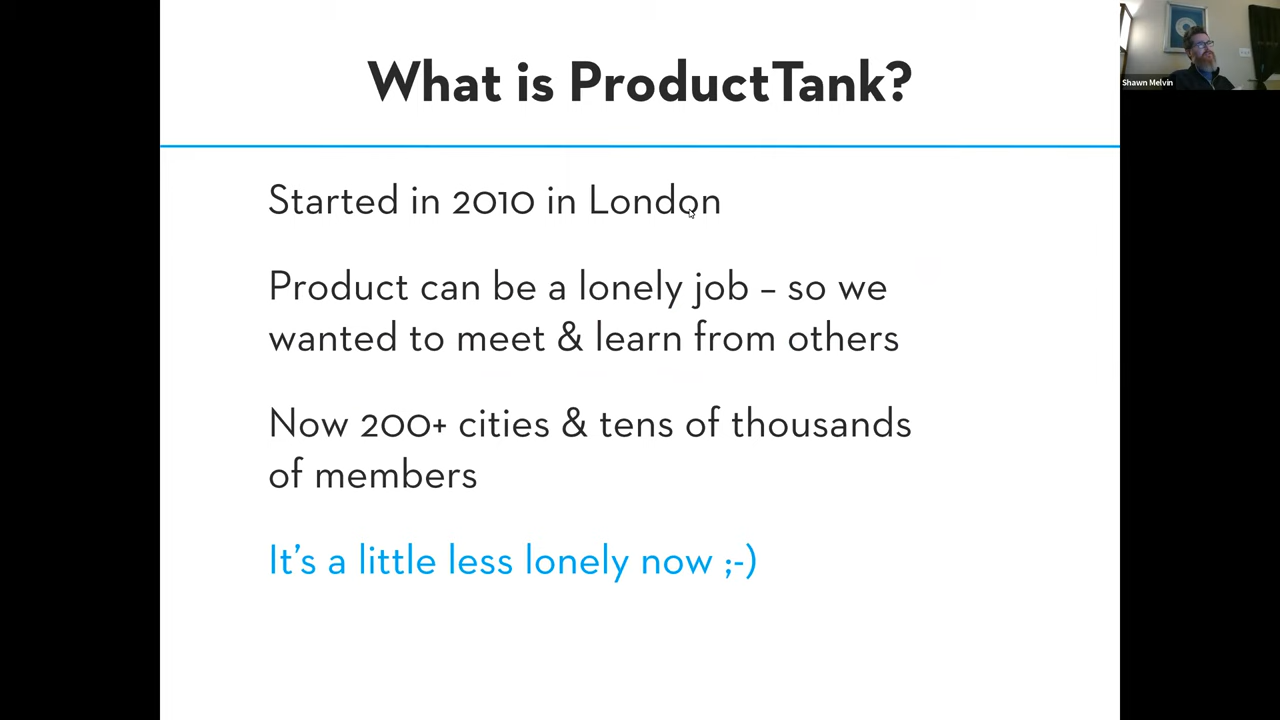 What is ProductTank?
Started in 2010 in London
Product can be a lonely job – so we
wanted to meet & learn from others
Now 200+ cities & tens of thousands
of members
It's a little less lonely now ;-)
Shawn Melvin